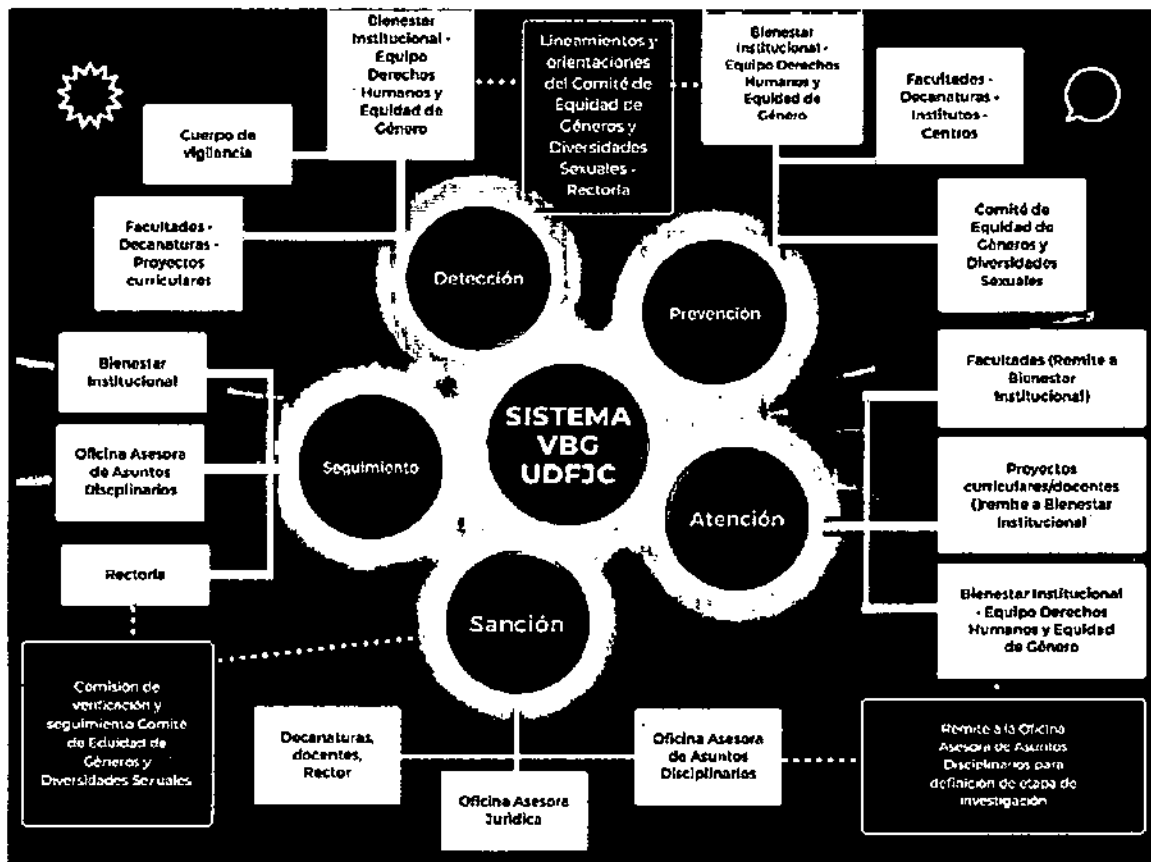 Bienestar
Institucional -
Equipo
Derechos
Humanos y
Equidad de
Género
Lineamientos y
orientaciones
del Comité de
Equidad de
Géneros y
Diversidades
Sexuales -
Rectoría
Bienestar
Institucional -
Equipo Derechos
Humanos y
Equidad de
Género
Facultades -
Decanaturas -
Institutos -
Centros
Cuerpo de
vigilancia
Facultades -
Decanaturas -
Proyectos
curriculares
Comité de
Equidad de
Géneros y
Diversidades
Sexuales
Detección
Prevención
Bienestar
Institucional
Facultades (Remite a
Bienestar
Institucional)
SISTEMA
VBG
UDFJC
Seguimiento
Oficina Asesora
de Asuntos
Discplinarios
Atención
Proyectos
curriculares/docentes
()remite a Bienestar
Institucional
Rectoría
Sanción
Bienestar Institucional
- Equipo Derechos
Humanos y Equidad
de Género
Comisión de
verificación y
seguimiento Comité
de Equidad de
Géneros y
Diversidades Sexuales
Decanaturas,
docentes,
Rector
Oficina Asesora
Jurídica
Oficina Asesora
de Asuntos
Disciplinarios
Remite a la Oficina
Asesora de Asuntos
Disciplinarios para
definición de etapa de
investigación